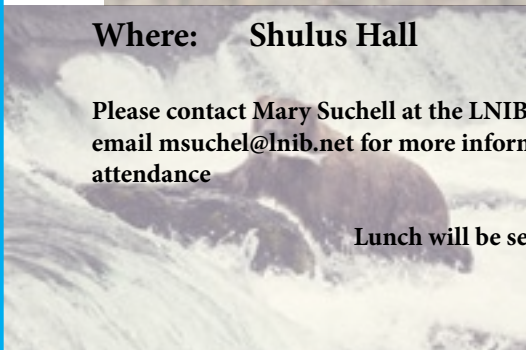 Where: Shulus Hall
Please contact Mary Suchell at the LNIB
email msuchel@lnib.net for more inform
attendance
Lunch will be se